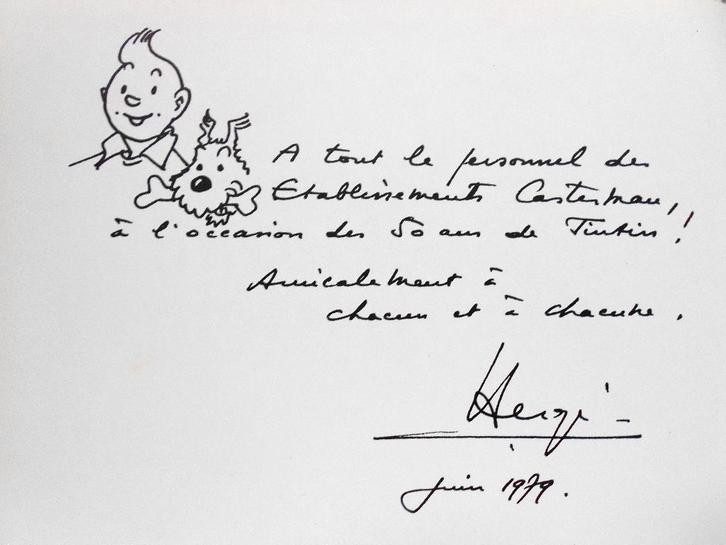 A tout le personnel des
Etablissements Casterman,
à l'occasion des 50 ans de Tintin !
Amicalement à
chacun et à chacune.
Hergé
juin 1979.